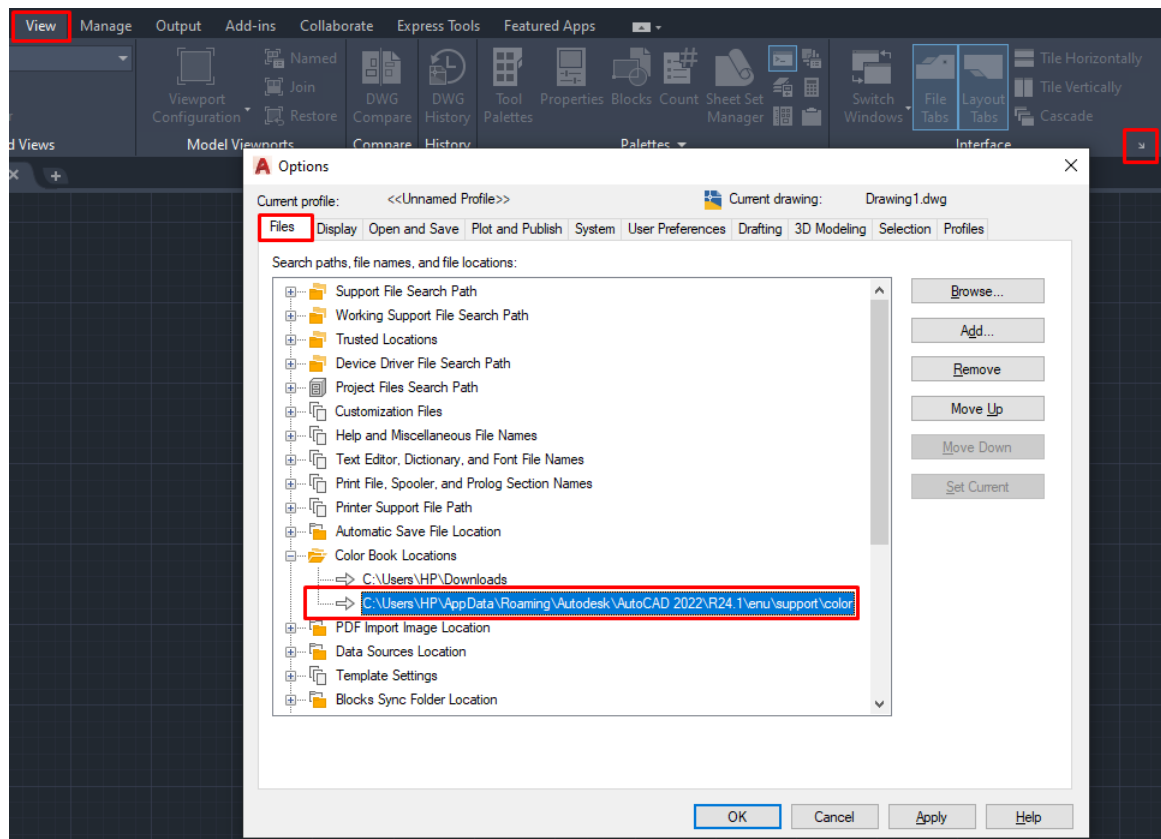 View Manage Output Add-ins Collaborate Express Tools Featured Apps
Named
Join
Restore
Viewport
Configuration
DWG
Compare
DWG
History
Tool
Palettes
Properties Blocks Count Sheet Set
Manager
Switch
Windows
File
Tabs
Layout
Tabs
Tile Horizontally
Tile Vertically
Cascade
Views Model Viewports Compare History Palettes Interface
Options
Current profile: <<Unnamed Profile>> Current drawing: Drawing1.dwg
Files Display Open and Save Plot and Publish System User Preferences Drafting 3D Modeling Selection Profiles
Search paths, file names, and file locations:
Support File Search Path
Working Support File Search Path
Trusted Locations
Device Driver File Search Path
Project Files Search Path
Customization Files
Help and Miscellaneous File Names
Text Editor, Dictionary, and Font File Names
Print File, Spooler, and Prolog Section Names
Printer Support File Path
Automatic Save File Location
Color Book Locations
C:\Users\HP\Downloads
C:\Users\HP\AppData\Roaming\Autodesk\AutoCAD 2022\R24.1\enu\support\color
PDF Import Image Location
Data Sources Location
Template Settings
Blocks Sync Folder Location
Browse...
Add...
Remove
Move Up
Move Down
Set Current
OK Cancel Apply Help